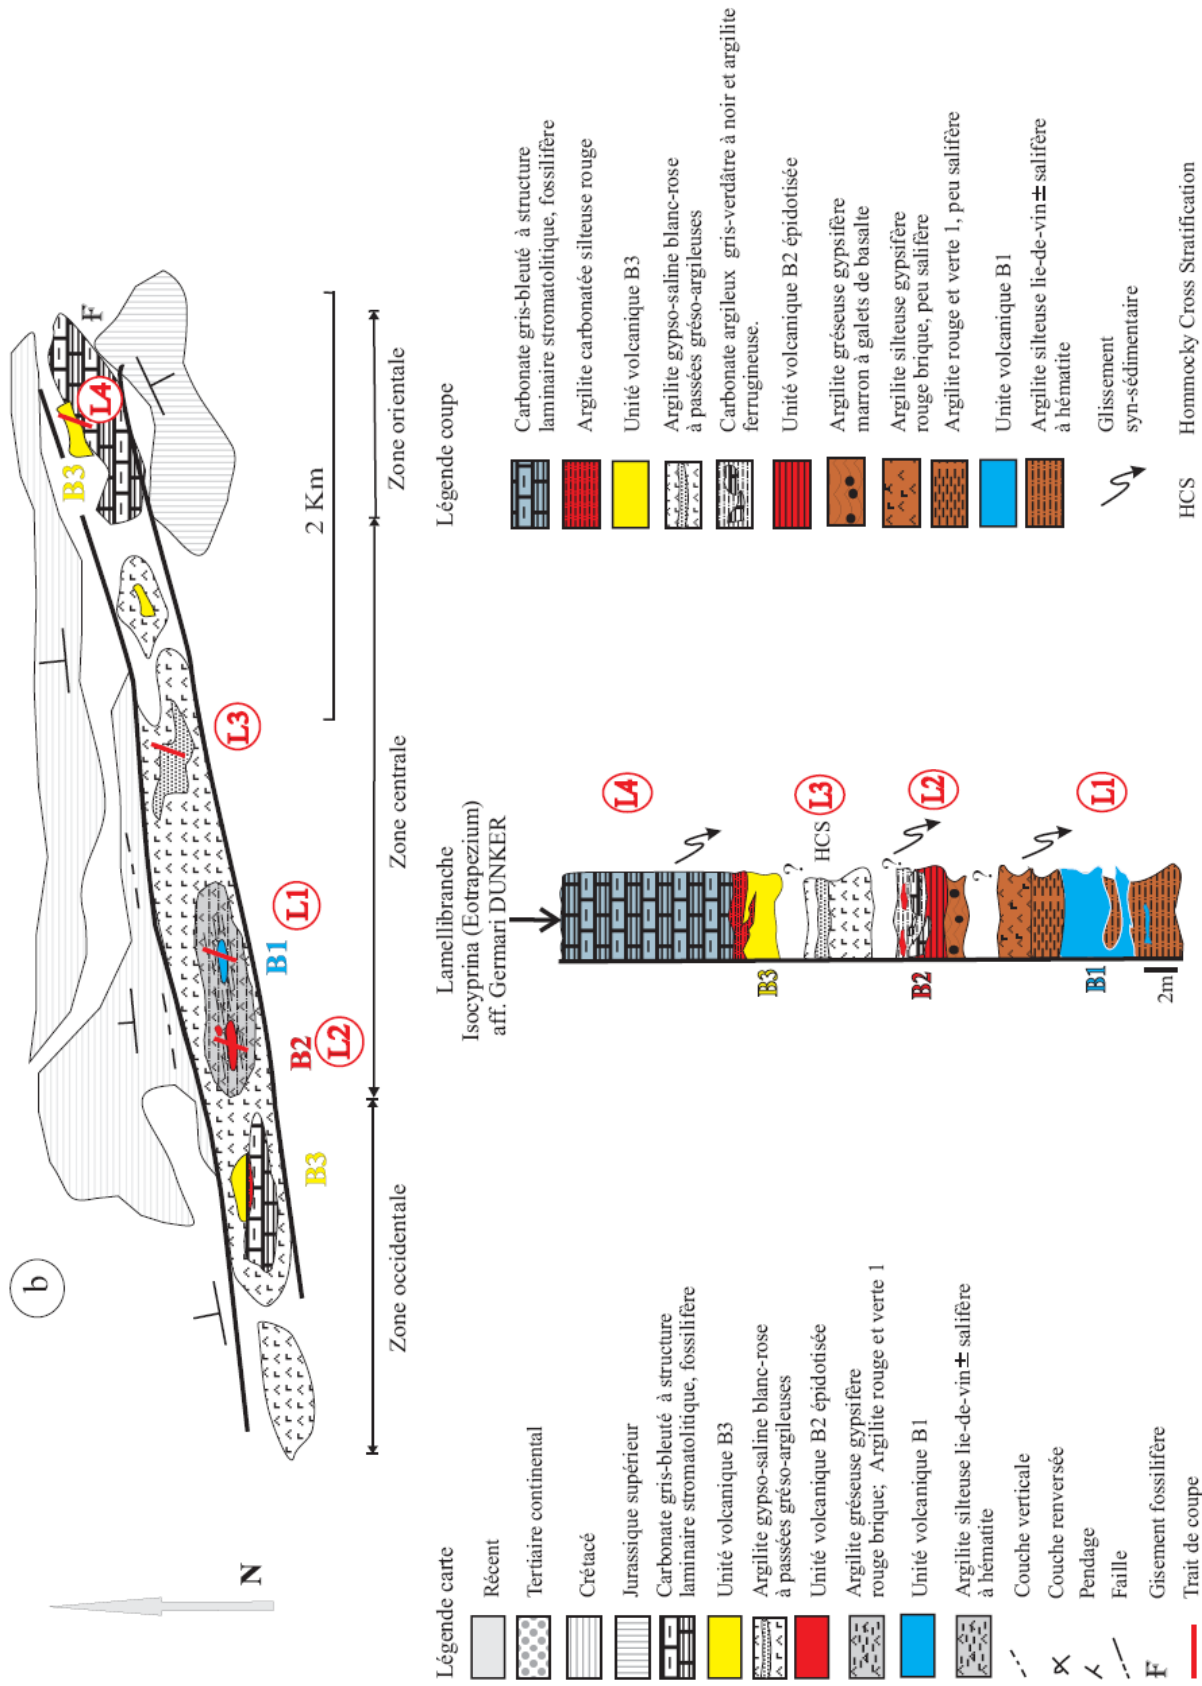 b
N
B3
L4
F
L3
L1
B1
B2
L2
B3
2 Km
Zone occidentale
Zone centrale
Zone orientale
Légende carte
Récent
Tertiaire continental
Crétacé
Jurassique supérieur
Carbonate gris-bleuté à structure
laminaire stromatolitique, fossilifère
Unité volcanique B3
Argilite gypso-saline blanc-rose
à passées gréso-argileuses
Unité volcanique B2 épidotisée
Argilite gréseuse gypsifère
rouge brique; Argilite rouge et verte 1
Unité volcanique B1
Argilite silteuse lie-de-vin± salifère
à hématite
Couche verticale
Couche renversée
Pendage
Faille
F Gisement fossilifère
Trait de coupe
Lamellibranche
Isocyprina (Eotrapezium)
aff. Germari DUNKER
L4
B3
?
HCS
L3
?
B2
L2
?
B1
L1
2m
Légende coupe
Carbonate gris-bleuté à structure
laminaire stromatolitique, fossilifère
Argilite carbonatée silteuse rouge
Unité volcanique B3
Argilite gypso-saline blanc-rose
à passées gréso-argileuses
Carbonate argileux gris-verdâtre à noir et argilite
ferrugineuse.
Unité volcanique B2 épidotisée
Argilite gréseuse gypsifère
marron à galets de basalte
Argilite silteuse gypsifère
rouge brique, peu salifère
Argilite rouge et verte 1, peu salifère
Unite volcanique B1
Argilite silteuse lie-de-vin± salifère
à hématite
Glissement
syn-sédimentaire
HCS Hommocky Cross Stratification